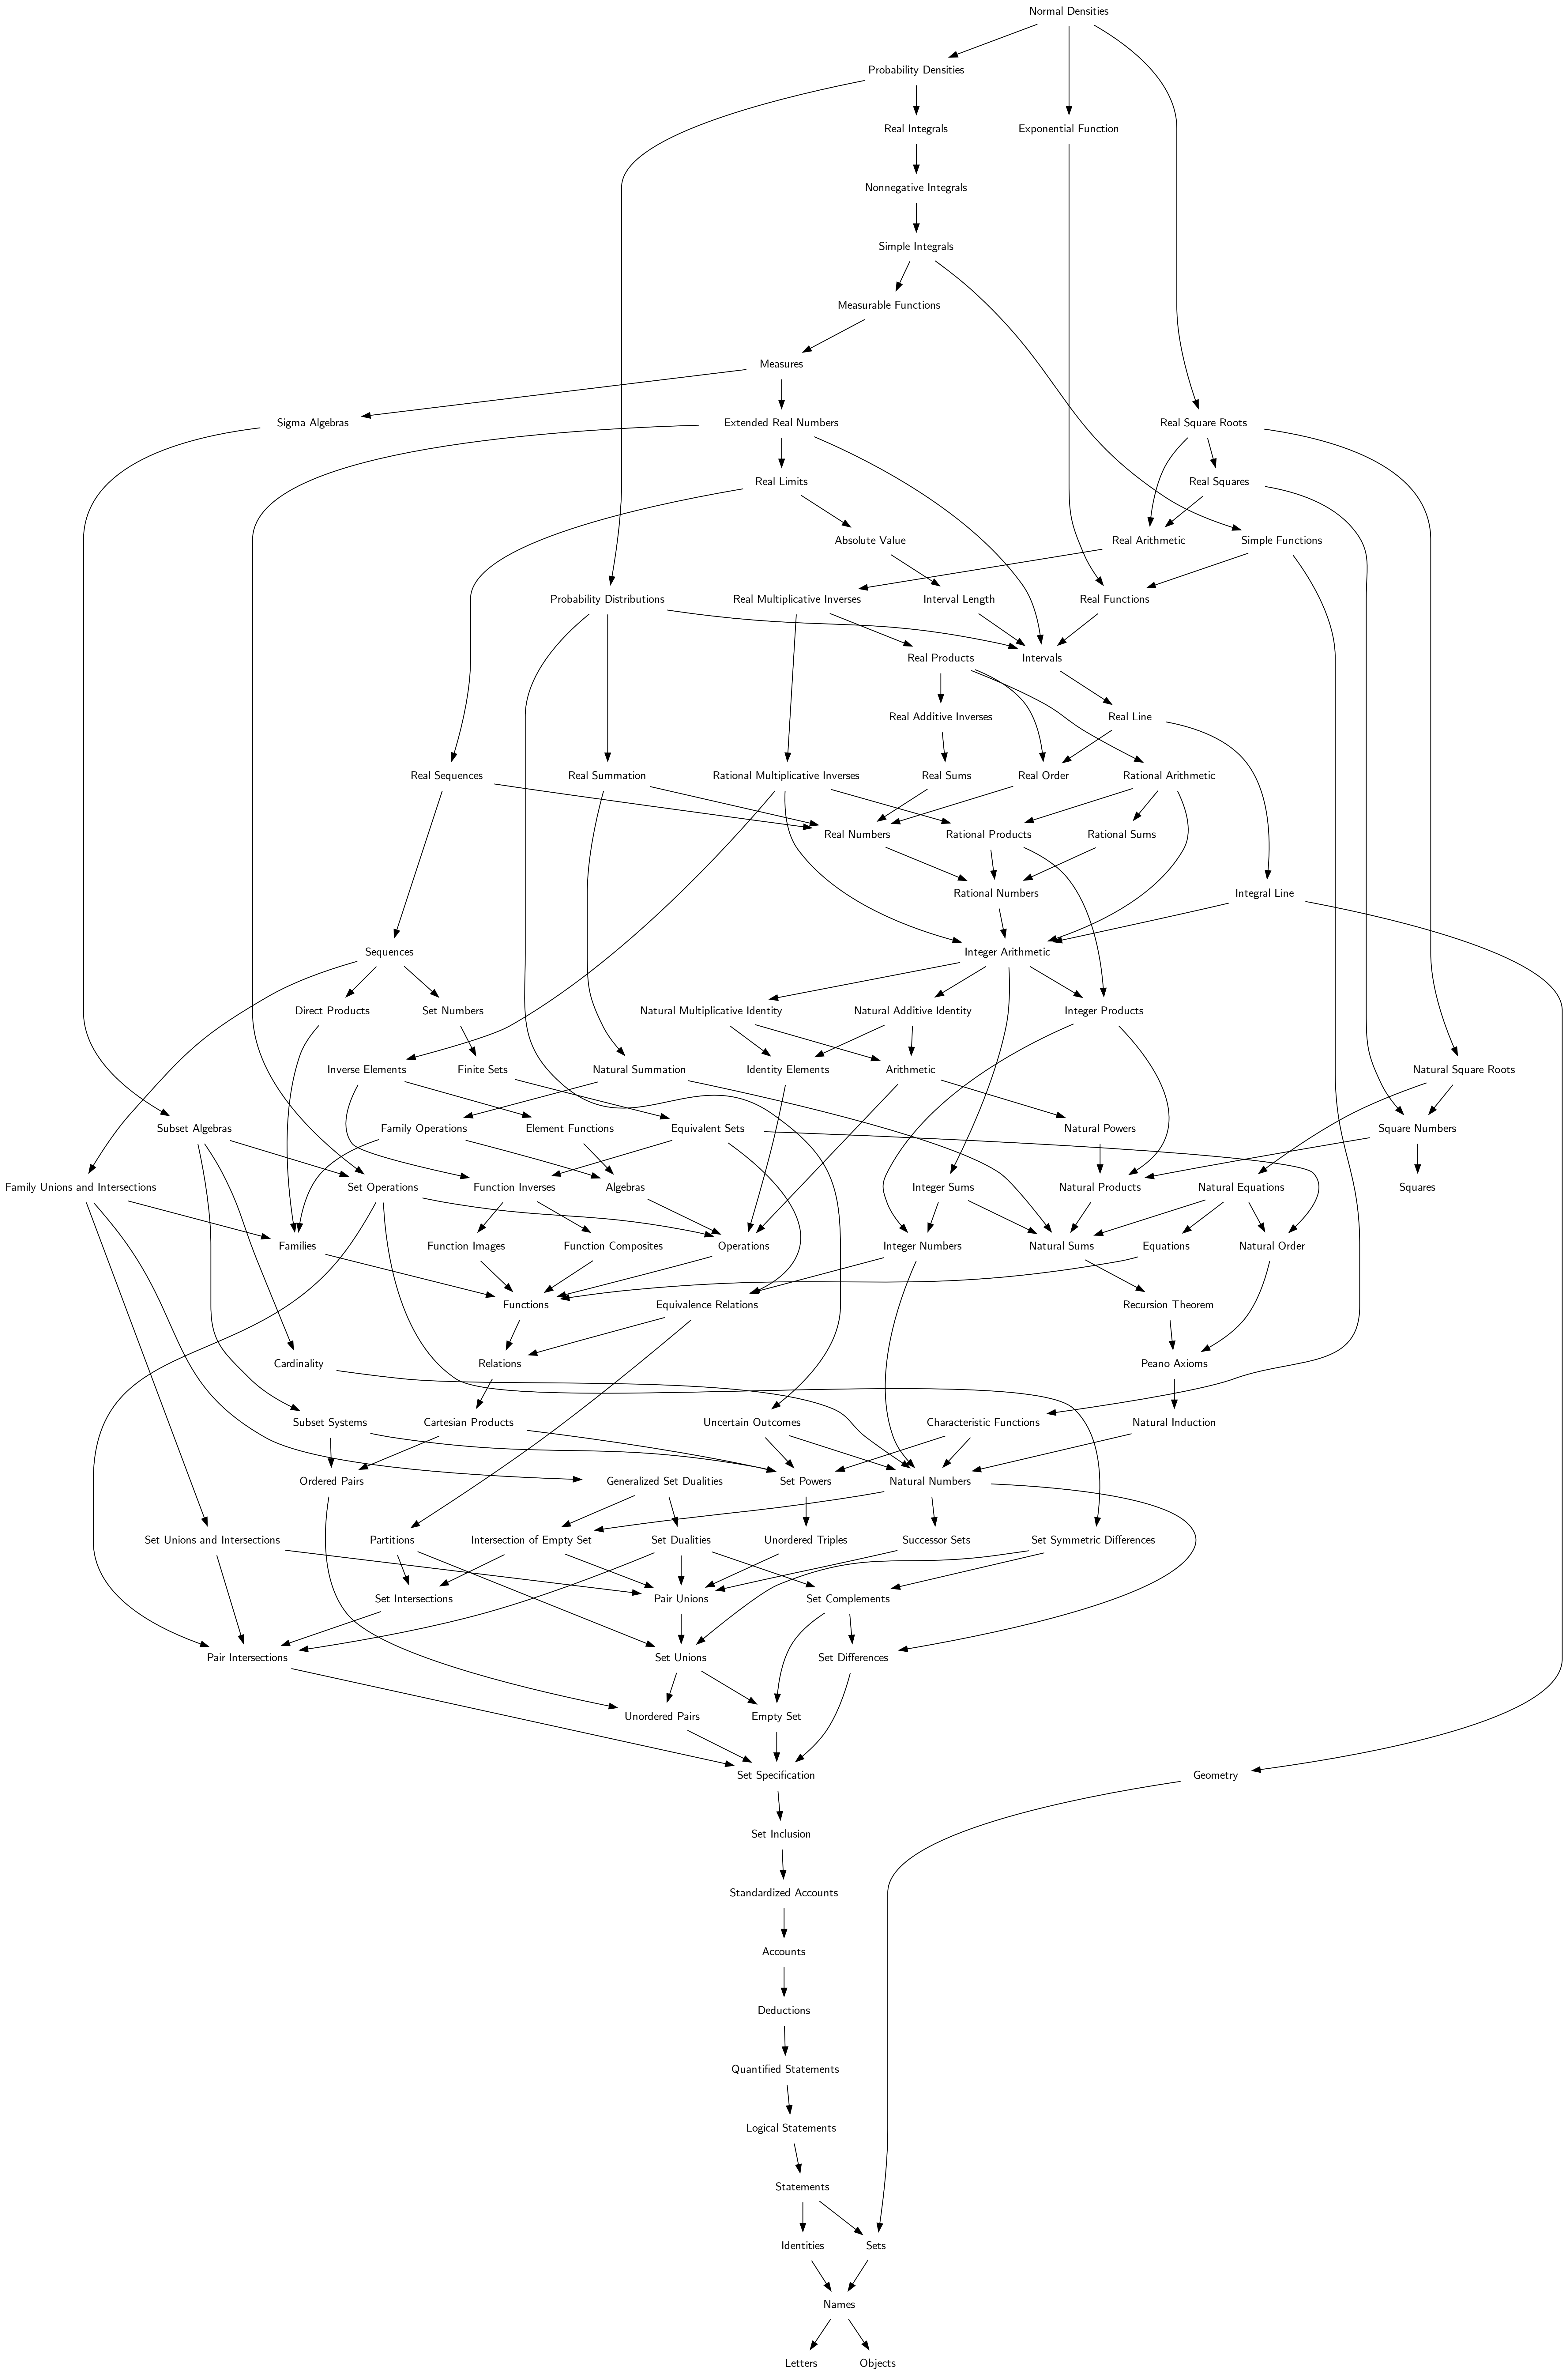 Normal Densities
Probability Densities
Real Integrals
Exponential Function
Nonnegative Integrals
Simple Integrals
Measurable Functions
Measures
Sigma Algebras
Extended Real Numbers
Real Square Roots
Real Limits
Real Squares
Absolute Value
Real Arithmetic
Simple Functions
Probability Distributions
Real Multiplicative Inverses
Interval Length
Real Functions
Real Products
Intervals
Real Additive Inverses
Real Line
Real Sequences
Real Summation
Rational Multiplicative Inverses
Real Sums
Real Order
Rational Arithmetic
Real Numbers
Rational Products
Rational Sums
Rational Numbers
Integral Line
Sequences
Integer Arithmetic
Direct Products
Set Numbers
Natural Multiplicative Identity
Natural Additive Identity
Integer Products
Inverse Elements
Finite Sets
Natural Summation
Identity Elements
Arithmetic
Natural Square Roots
Subset Algebras
Family Operations
Element Functions
Equivalent Sets
Natural Powers
Square Numbers
Family Unions and Intersections
Set Operations
Function Inverses
Algebras
Integer Sums
Natural Products
Natural Equations
Squares
Families
Function Images
Function Composites
Operations
Integer Numbers
Natural Sums
Equations
Natural Order
Functions
Equivalence Relations
Recursion Theorem
Cardinality
Relations
Peano Axioms
Subset Systems
Cartesian Products
Uncertain Outcomes
Characteristic Functions
Natural Induction
Ordered Pairs
Generalized Set Dualities
Set Powers
Natural Numbers
Set Unions and Intersections
Partitions
Intersection of Empty Set
Set Dualities
Unordered Triples
Successor Sets
Set Symmetric Differences
Set Intersections
Pair Unions
Set Complements
Pair Intersections
Set Unions
Set Differences
Unordered Pairs
Empty Set
Set Specification
Geometry
Set Inclusion
Standardized Accounts
Accounts
Deductions
Quantified Statements
Logical Statements
Statements
Identities
Sets
Names
Letters
Objects